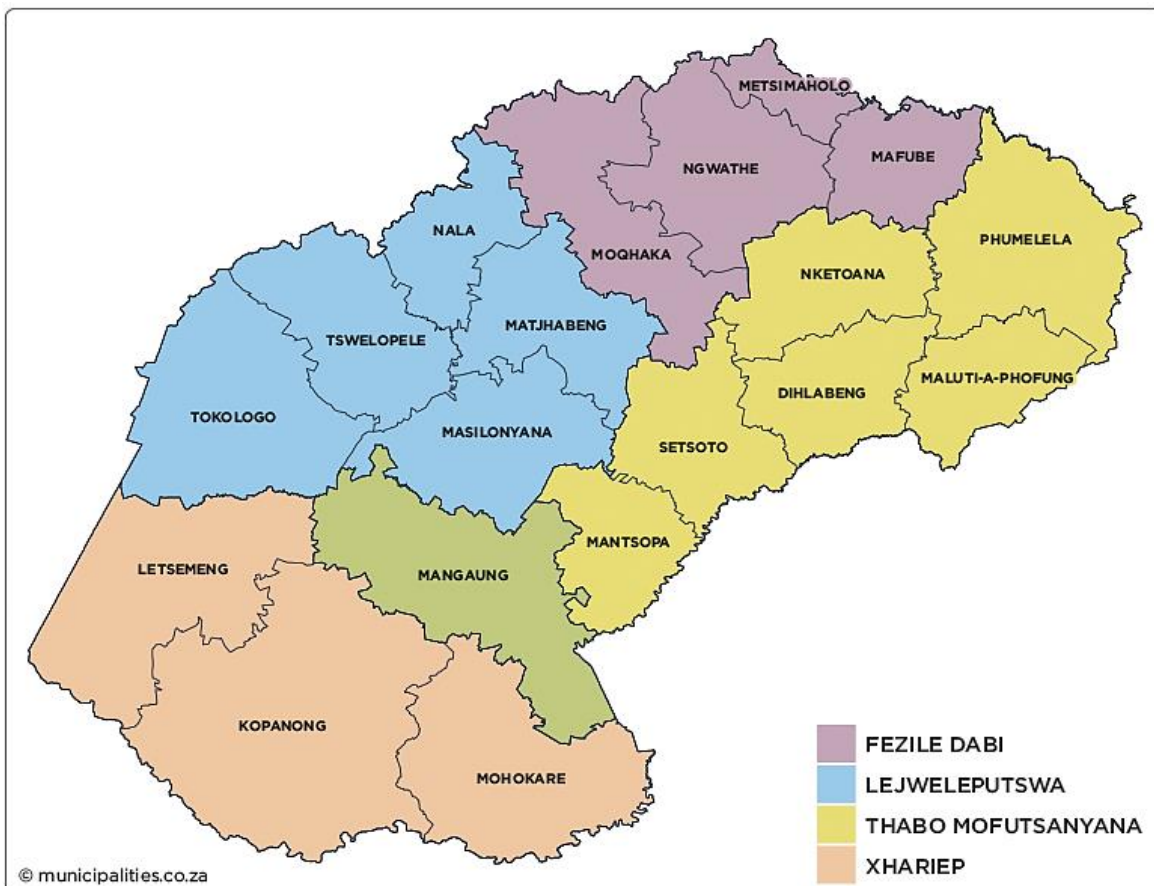 METSIMAHOLO
MAFUBE
NGWATHE
NALA
MOQHAKA
PHUMELELA
NKETOANA
MATJHABENG
TSWELOPELE
MALUTI-A-PHOFUNG
DIHLABENG
TOKOLOGO
MASILONYANA
SETSOTO
MANTSOPA
LETSEMENG
MANGAUNG
KOPANONG
MOHOKARE
FEZILE DABI
LEJWELEPUTSWA
THABO MOFUTSANYANA
XHARIEP
© municipalities.co.za